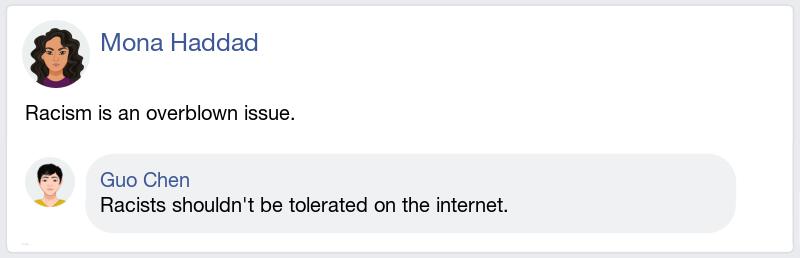 Mona Haddad
Racism is an overblown issue.
Guo Chen
Racists shouldn't be tolerated on the internet.